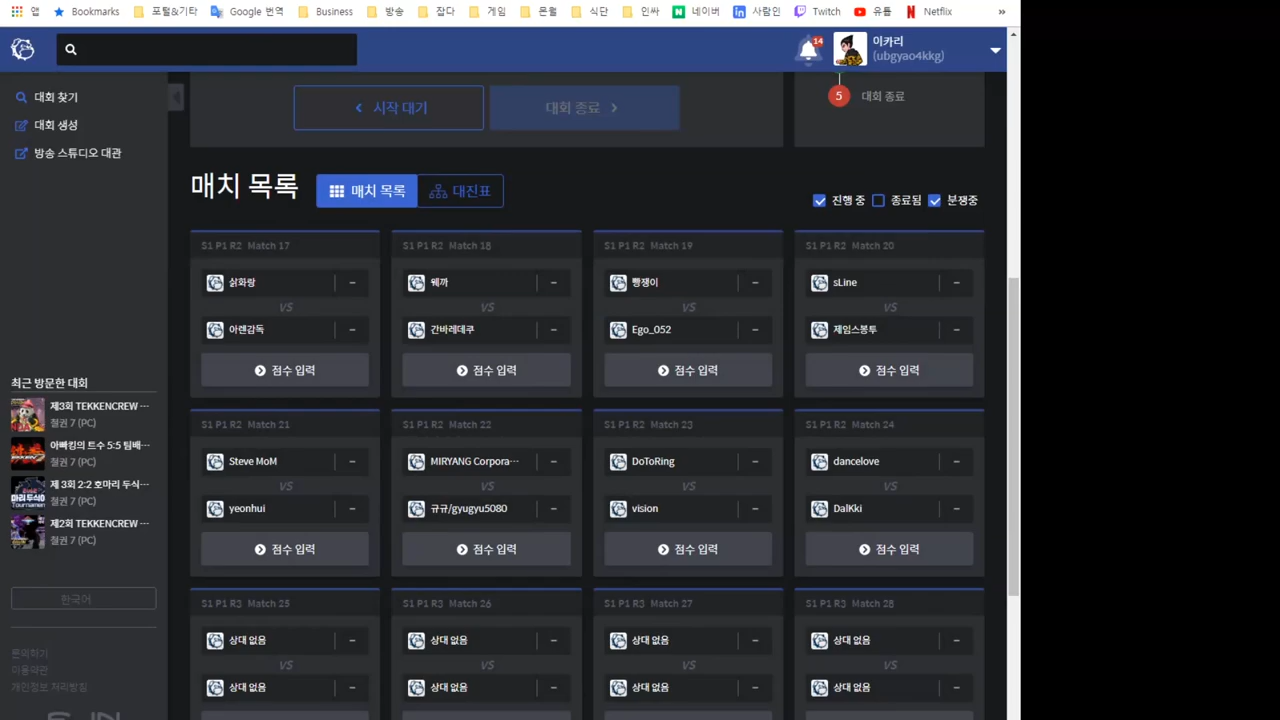 앱 Bookmarks 포털&기타 Google 번역 Business 방송 잡다 게임 몬월 식단 인싸 네이버 사람인 Twitch 유튭 Netflix »
14 이카리
(ubgyao4kkg)
대회 찾기
대회 생성
방송 스튜디오 대관
시작 대기 대회 종료
5 대회 종료
매치 목록 매치 목록 대진표
진행 중 종료됨 분쟁중
S1 P1 R2 Match 17 S1 P1 R2 Match 18 S1 P1 R2 Match 19 S1 P1 R2 Match 20
삵화랑 – 웨까 – 빵쟁이 – sLine –
VS VS VS VS
아렌감독 – 간바레데쿠 – Ego_052 – 제임스봉투 –
점수 입력 점수 입력 점수 입력 점수 입력
최근 방문한 대회
제3회 TEKKENCREW ···
철권 7 (PC)
아빠킹의 트수 5:5 팀배···
철권 7 (PC)
제 3회 2:2 호마리 두식···
철권 7 (PC)
제2회 TEKKENCREW ···
철권 7 (PC)
S1 P1 R2 Match 21 S1 P1 R2 Match 22 S1 P1 R2 Match 23 S1 P1 R2 Match 24
Steve MoM – MIRYANG Corpora··· – DoToRing – dancelove –
VS VS VS VS
yeonhui – 규규/gyugyu5080 – vision – DalKki –
점수 입력 점수 입력 점수 입력 점수 입력
한국어
S1 P1 R3 Match 25 S1 P1 R3 Match 26 S1 P1 R3 Match 27 S1 P1 R3 Match 28
상대 없음 – 상대 없음 – 상대 없음 – 상대 없음 –
VS VS VS VS
상대 없음 – 상대 없음 – 상대 없음 – 상대 없음 –
문의하기
이용약관
개인정보 처리방침